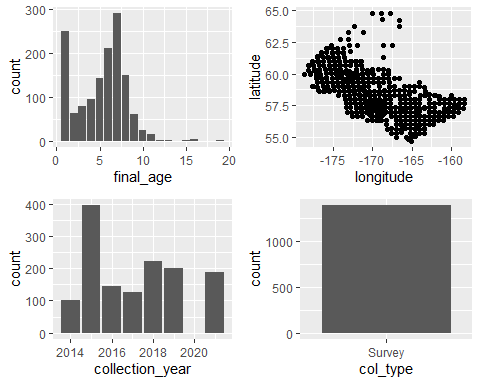 300
200
100
0
count
0 5 10 15 20
final_age
65.0
62.5
60.0
57.5
55.0
latitude
-175 -170 -165 -160
longitude
400
300
200
100
0
count
2014 2016 2018 2020
collection_year
1000
500
0
count
Survey
col_type